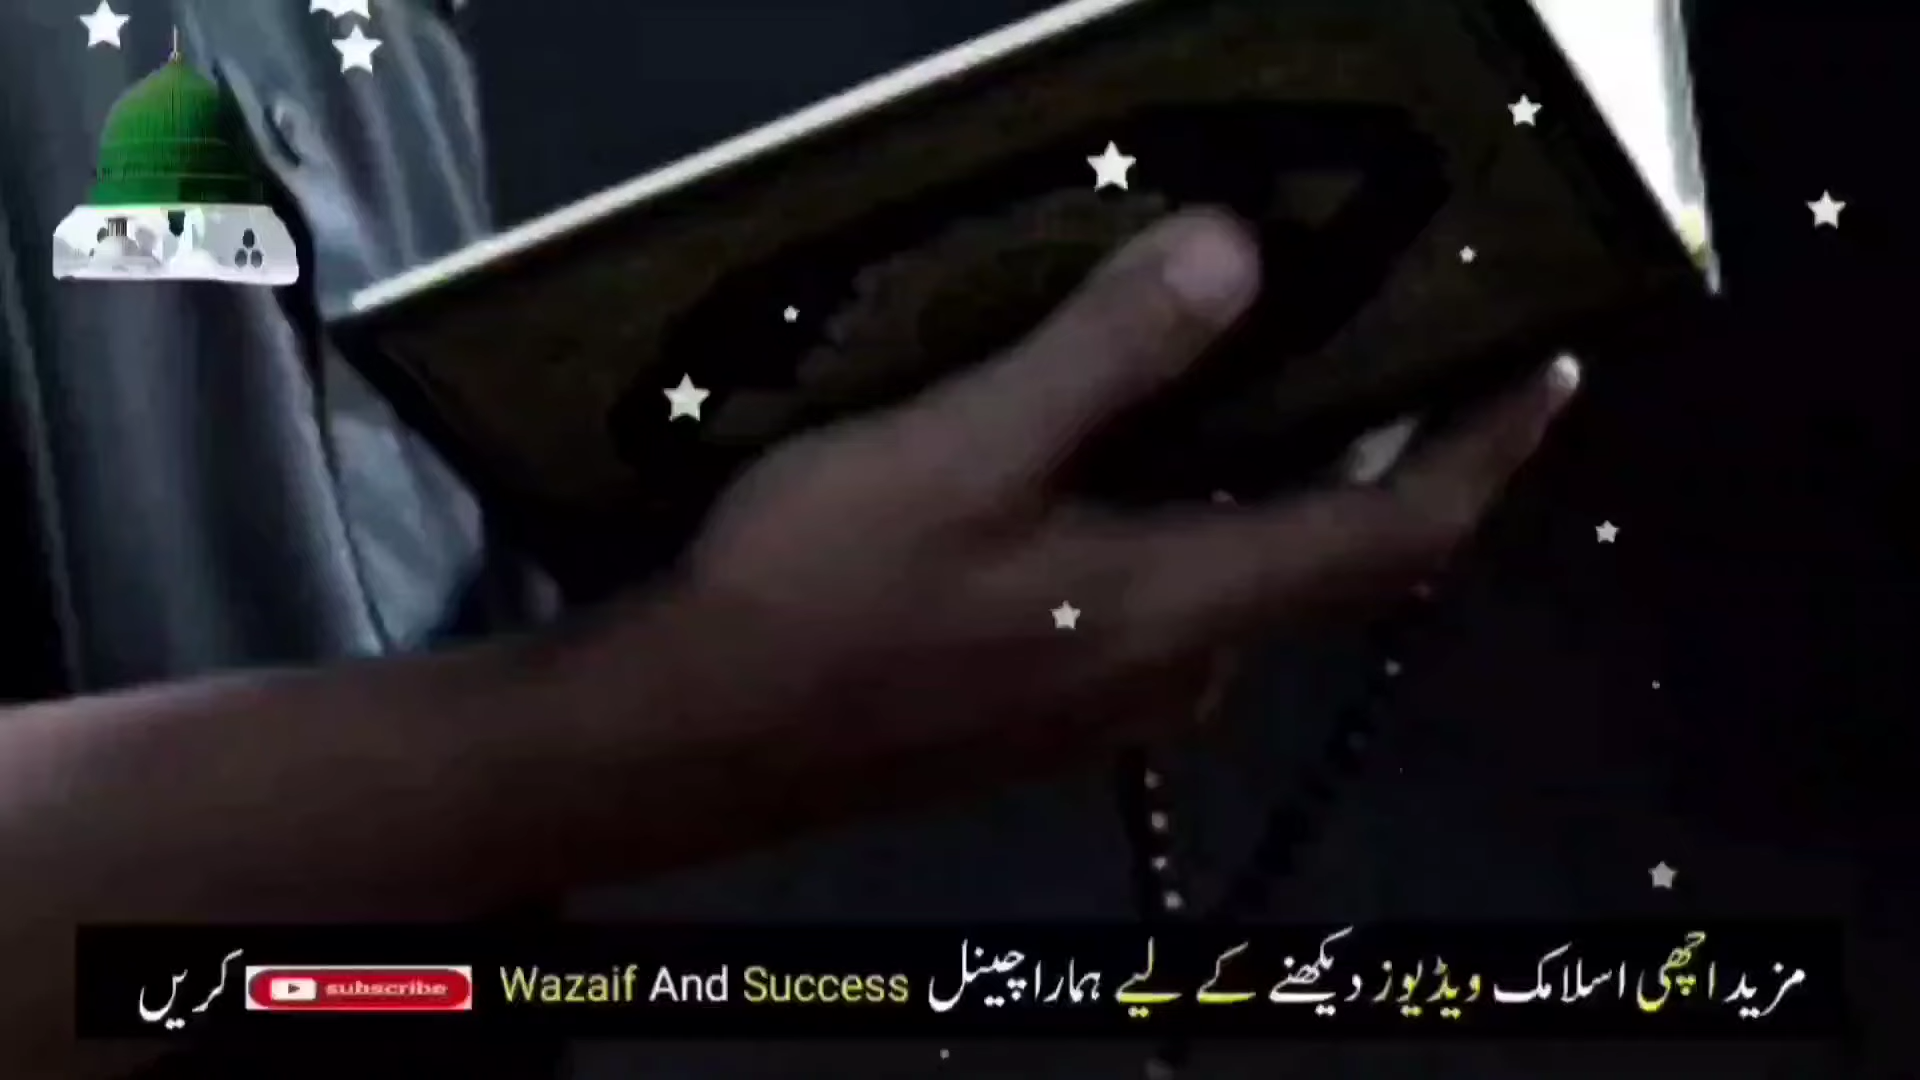 مزید اچھی اسلامک ویڈیوز دیکھنے کے لیے ہمارا چینل Wazaif And Success subscribe کریں